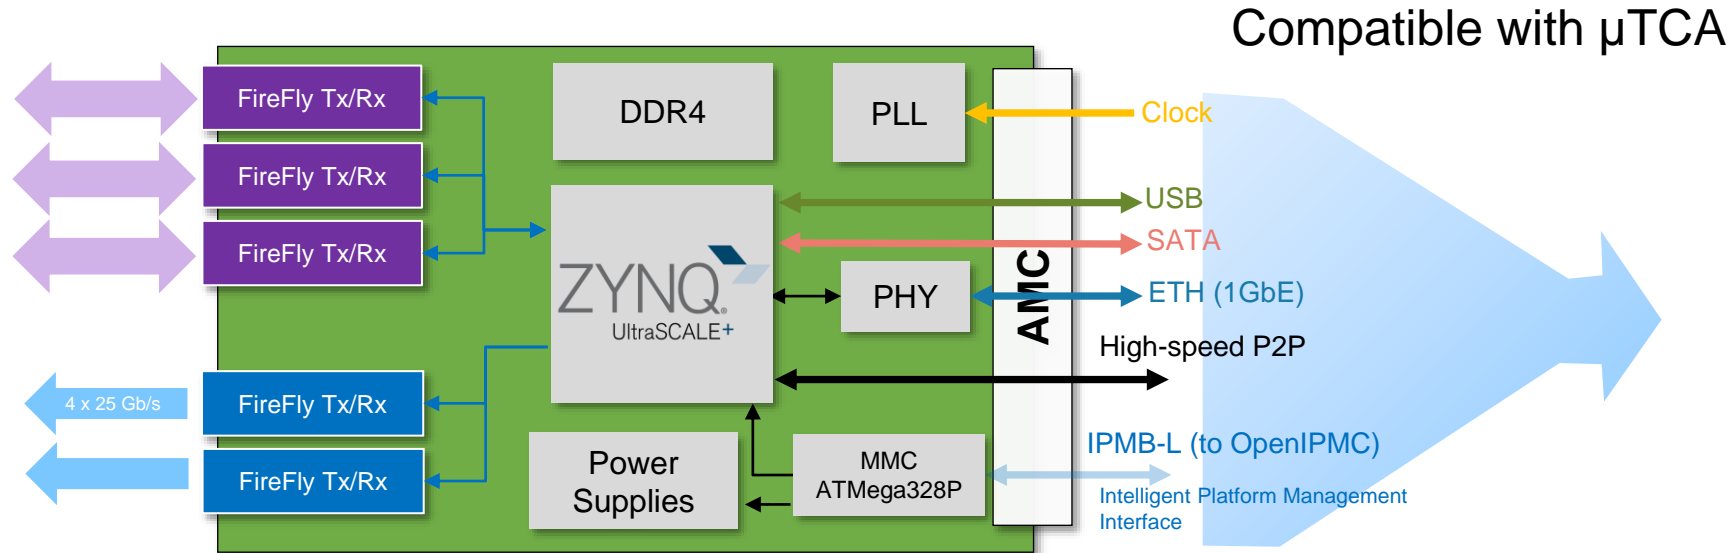 Compatible with µTCA
FireFly Tx/Rx
FireFly Tx/Rx
FireFly Tx/Rx
4 x 25 Gb/s
FireFly Tx/Rx
FireFly Tx/Rx
DDR4
PLL
ZYNQ®
UltraSCALE+
PHY
Power
Supplies
MMC
ATMega328P
AMC
Clock
USB
SATA
ETH (1GbE)
High-speed P2P
IPMB-L (to OpenIPMC)
Intelligent Platform Management
Interface